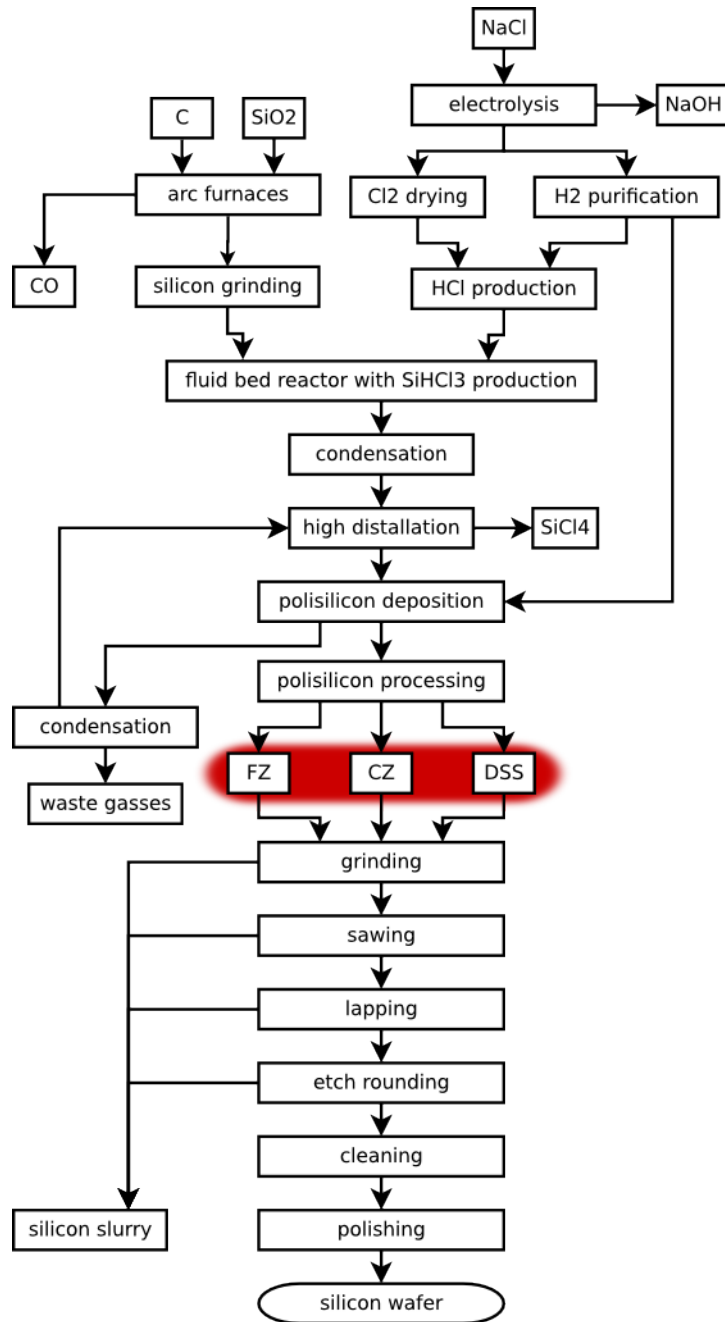 NaCl
electrolysis
NaOH
C
SiO2
arc furnaces
Cl2 drying
H2 purification
CO
silicon grinding
HCl production
fluid bed reactor with SiHCl3 production
condensation
high distallation
SiCl4
polisilicon deposition
polisilicon processing
condensation
FZ
CZ
DSS
waste gasses
grinding
sawing
lapping
etch rounding
cleaning
silicon slurry
polishing
silicon wafer